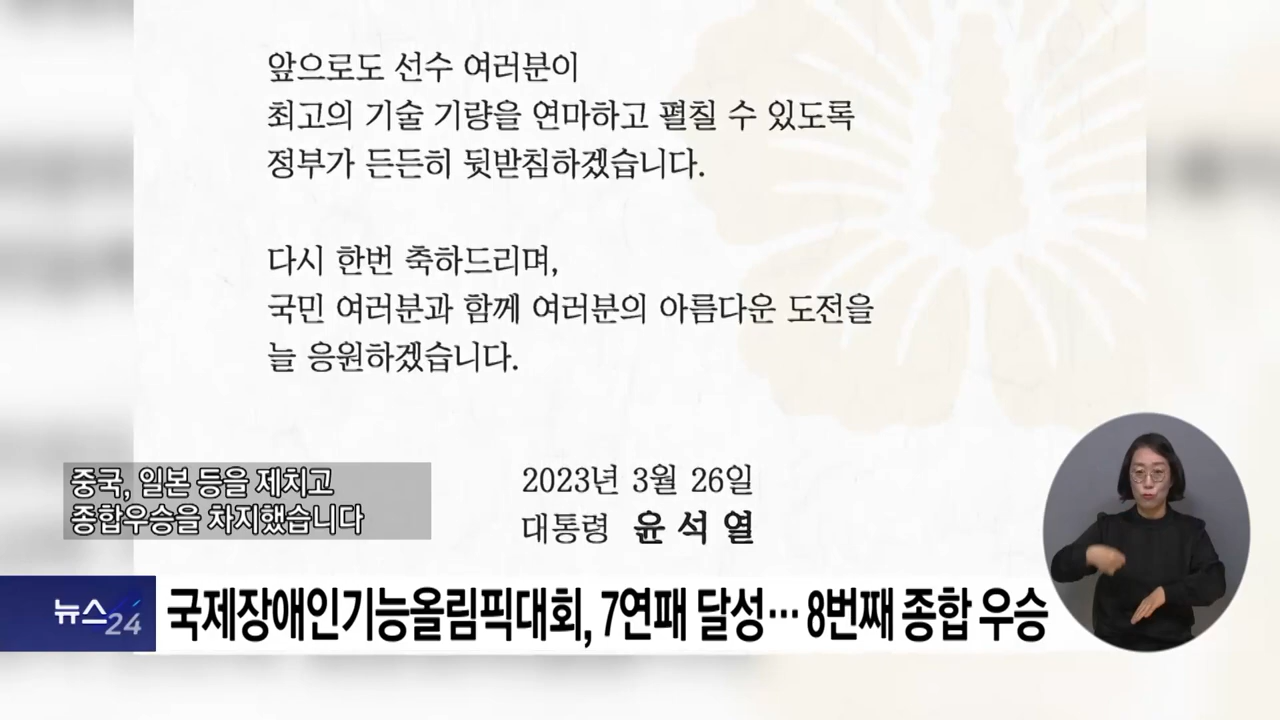 앞으로도 선수 여러분이
최고의 기술 기량을 연마하고 펼칠 수 있도록
정부가 든든히 뒷받침하겠습니다.
다시 한번 축하드리며,
국민 여러분과 함께 여러분의 아름다운 도전을
늘 응원하겠습니다.
2023년 3월 26일
대통령 윤석열
중국, 일본 등을 제치고
종합우승을 차지했습니다
뉴스24
국제장애인기능올림픽대회, 7연패 달성… 8번째 종합 우승